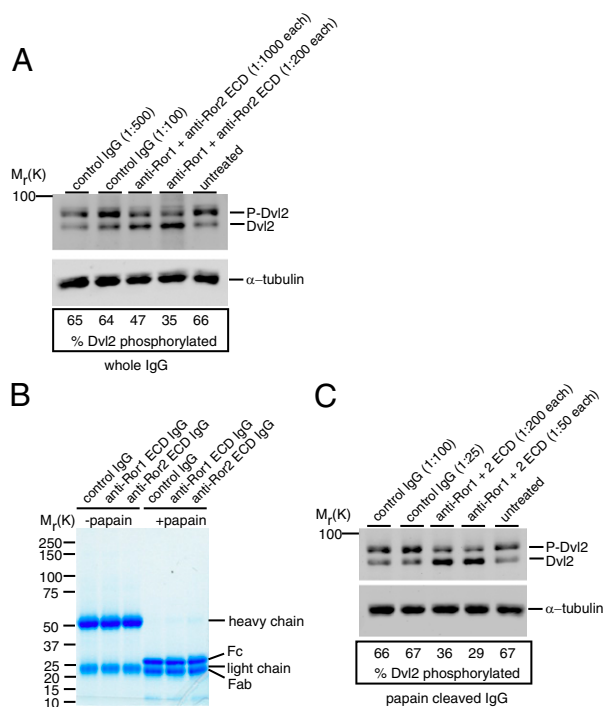 A
control IgG (1:500)
control IgG (1:100)
anti-Ror1 + anti-Ror2 ECD (1:1000 each)
anti-Ror1 + anti-Ror2 ECD (1:200 each)
untreated
Mr(K)
100
P-Dvl2
Dvl2
α-tubulin
65 64 47 35 66
% Dvl2 phosphorylated
whole IgG
B
control IgG
anti-Ror1 ECD IgG
anti-Ror2 ECD IgG
control IgG
anti-Ror1 ECD IgG
anti-Ror2 ECD IgG
Mr(K)
-papain
+papain
250
150
100
75
50
37
25
20
15
10
heavy chain
Fc
light chain
Fab
C
control IgG (1:100)
control IgG (1:25)
anti-Ror1 + 2 ECD (1:200 each)
anti-Ror1 + 2 ECD (1:50 each)
untreated
Mr(K)
100
P-Dvl2
Dvl2
α-tubulin
66 67 36 29 67
% Dvl2 phosphorylated
papain cleaved IgG